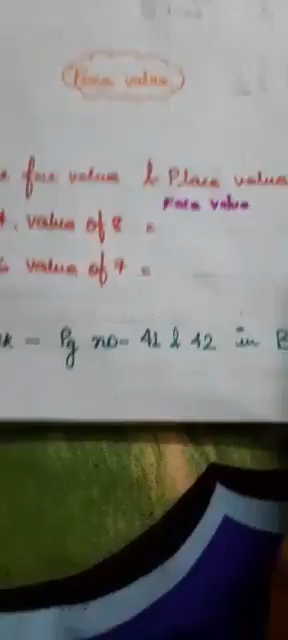 Face value
face value & Place value
Face value
value of 8 =
value of 7 =
- Pg no- 41 & 42 in B